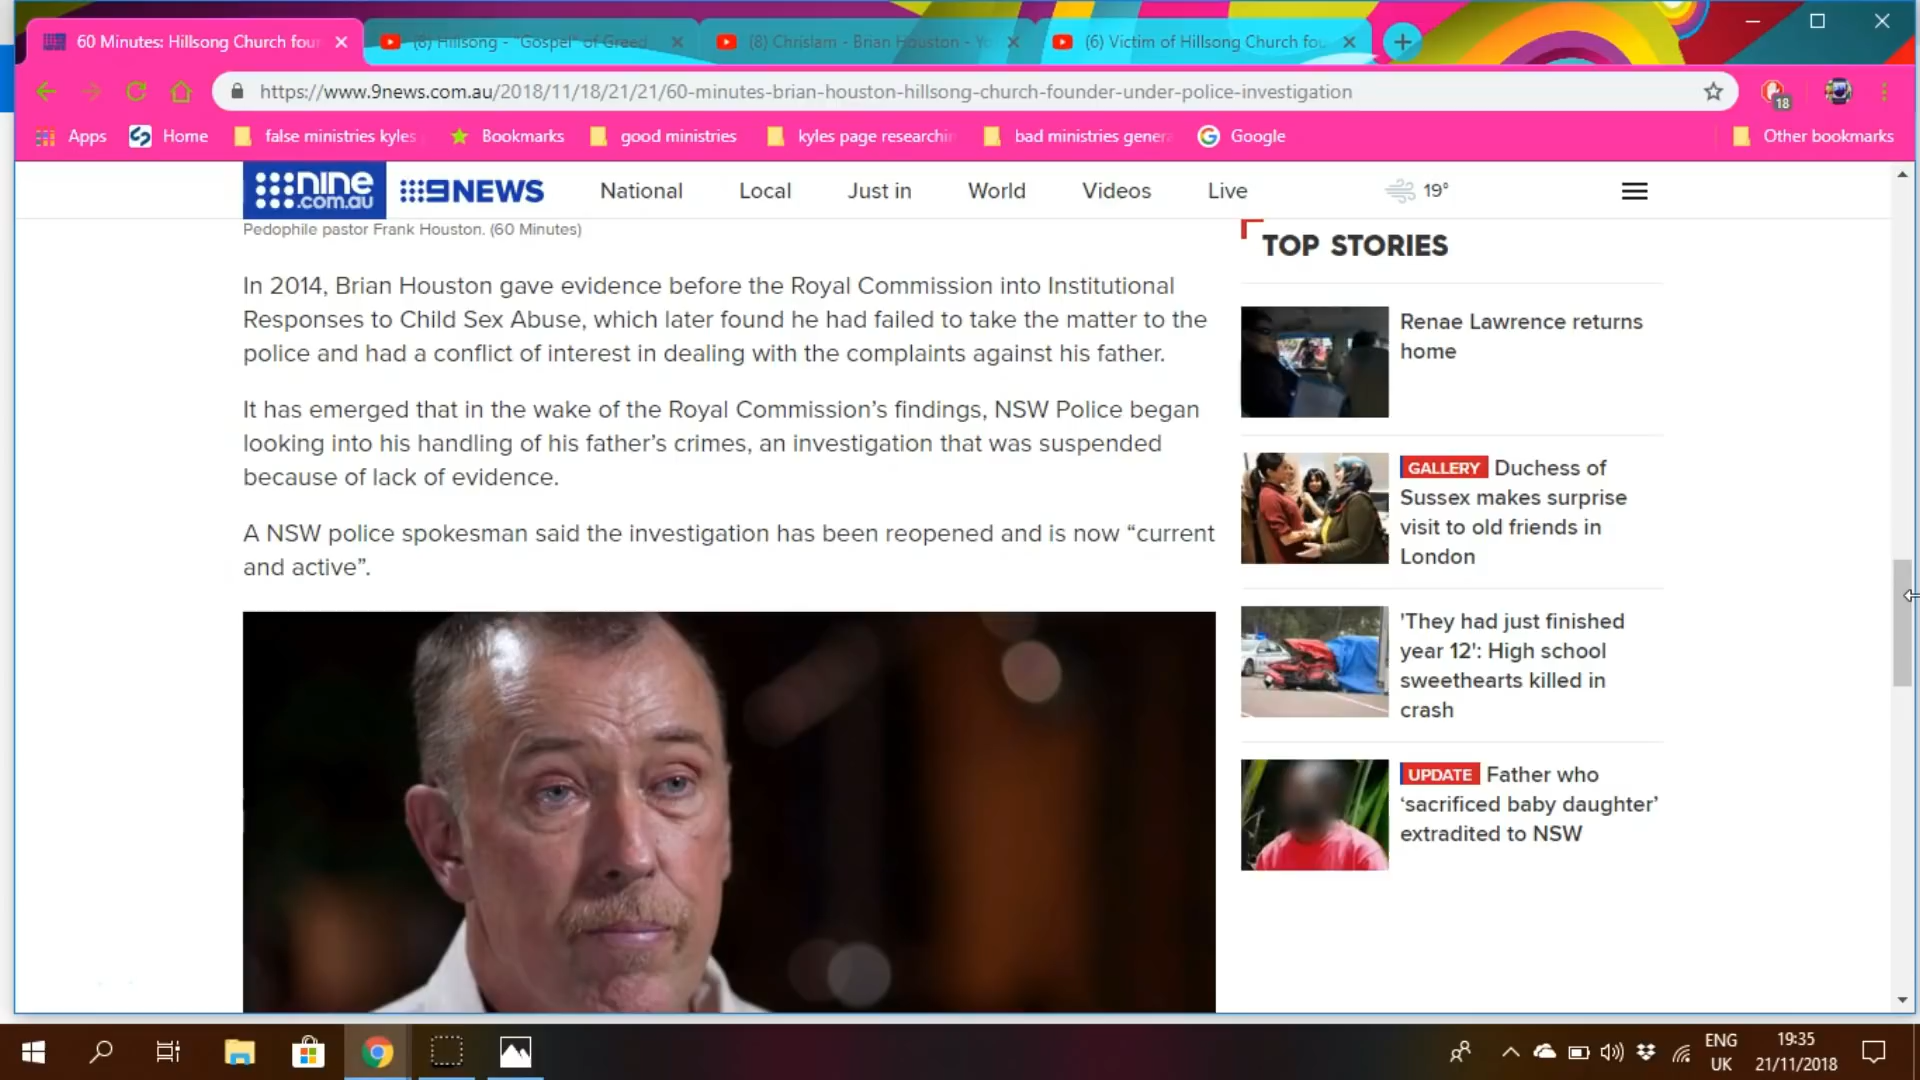 60 Minutes: Hillsong Church four
(8) Hillsong - "Gospel" of Greed
(8) Chrislam - Brian Houston - Yo
(6) Victim of Hillsong Church fou
https://www.9news.com.au/2018/11/18/21/21/60-minutes-brian-houston-hillsong-church-founder-under-police-investigation
18
Apps
Home
false ministries kyles
Bookmarks
good ministries
kyles page researchin
bad ministries genera
Google
Other bookmarks
nine
.com.au
9NEWS
National
Local
Just in
World
Videos
Live
19°
Pedophile pastor Frank Houston. (60 Minutes)
In 2014, Brian Houston gave evidence before the Royal Commission into Institutional
Responses to Child Sex Abuse, which later found he had failed to take the matter to the
police and had a conflict of interest in dealing with the complaints against his father.
It has emerged that in the wake of the Royal Commission’s findings, NSW Police began
looking into his handling of his father’s crimes, an investigation that was suspended
because of lack of evidence.
A NSW police spokesman said the investigation has been reopened and is now “current
and active”.
TOP STORIES
Renae Lawrence returns
home
GALLERY Duchess of
Sussex makes surprise
visit to old friends in
London
'They had just finished
year 12': High school
sweethearts killed in
crash
UPDATE Father who
‘sacrificed baby daughter’
extradited to NSW
ENG
UK
19:35
21/11/2018